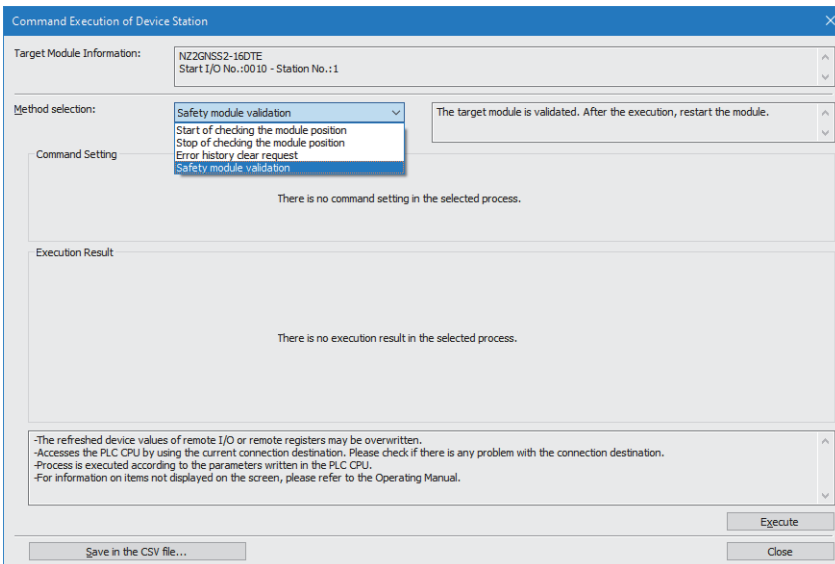 Command Execution of Device Station
Target Module Information:
NZ2GNSS2-16DTE
Start I/O No.:0010 - Station No.:1
Method selection:
Safety module validation
The target module is validated. After the execution, restart the module.
Start of checking the module position
Stop of checking the module position
Error history clear request
Safety module validation
Command Setting
There is no command setting in the selected process.
Execution Result
There is no execution result in the selected process.
-The refreshed device values of remote I/O or remote registers may be overwritten.
-Accesses the PLC CPU by using the current connection destination. Please check if there is any problem with the connection destination.
-Process is executed according to the parameters written in the PLC CPU.
-For information on items not displayed on the screen, please refer to the Operating Manual.
Execute
Save in the CSV file...
Close